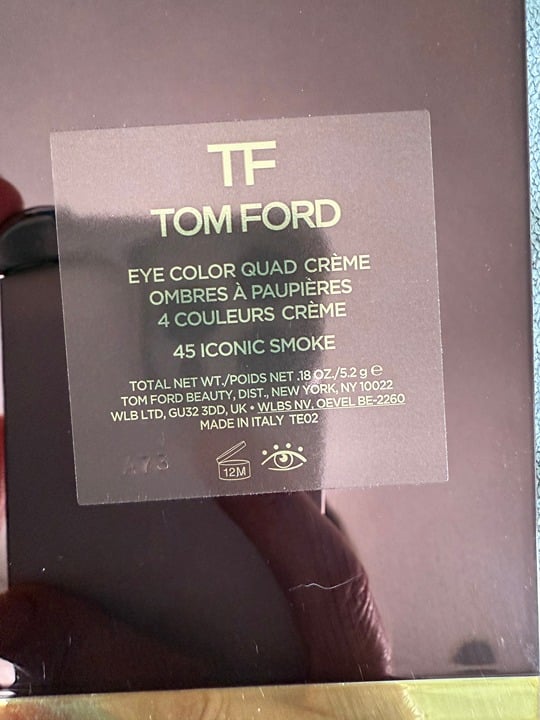 TF
TOM FORD
EYE COLOR QUAD CRÈME
OMBRES À PAUPIÈRES
4 COULEURS CRÈME
45 ICONIC SMOKE
TOTAL NET WT./POIDS NET .18 OZ./5.2 g ℮
TOM FORD BEAUTY, DIST., NEW YORK, NY 10022
WLB LTD, GU32 3DD, UK • WLBS NV, OEVEL BE-2260
MADE IN ITALY TE02
A73
12M